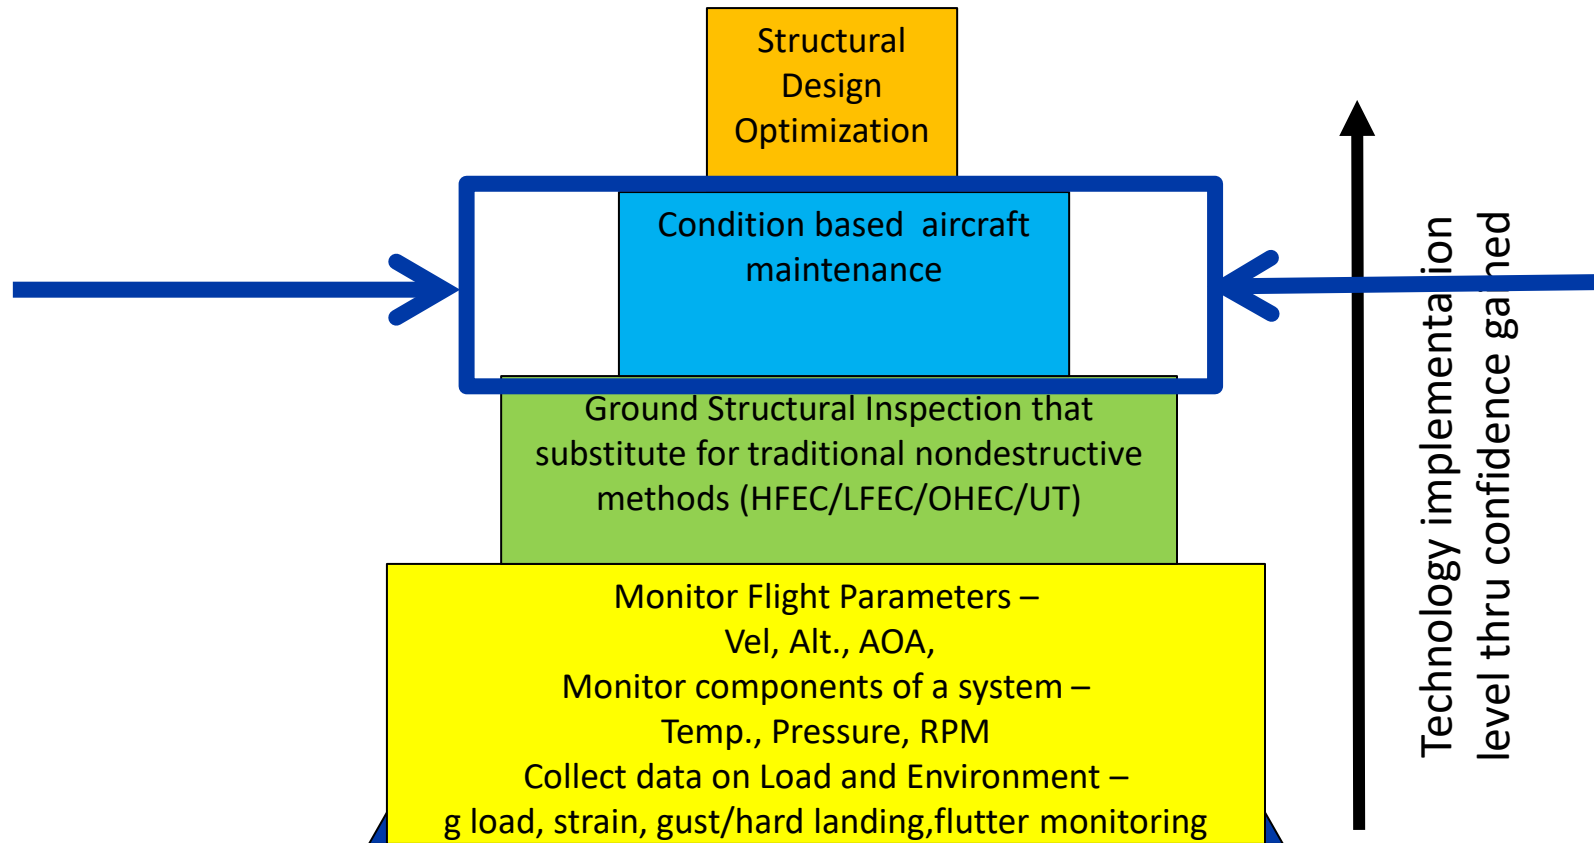 Structural
Design
Optimization
Condition based aircraft
maintenance
Ground Structural Inspection that
substitute for traditional nondestructive
methods (HFEC/LFEC/OHEC/UT)
Monitor Flight Parameters –
Vel, Alt., AOA,
Monitor components of a system –
Temp., Pressure, RPM
Collect data on Load and Environment –
g load, strain, gust/hard landing,flutter monitoring
Technology implementation
level thru confidence gained